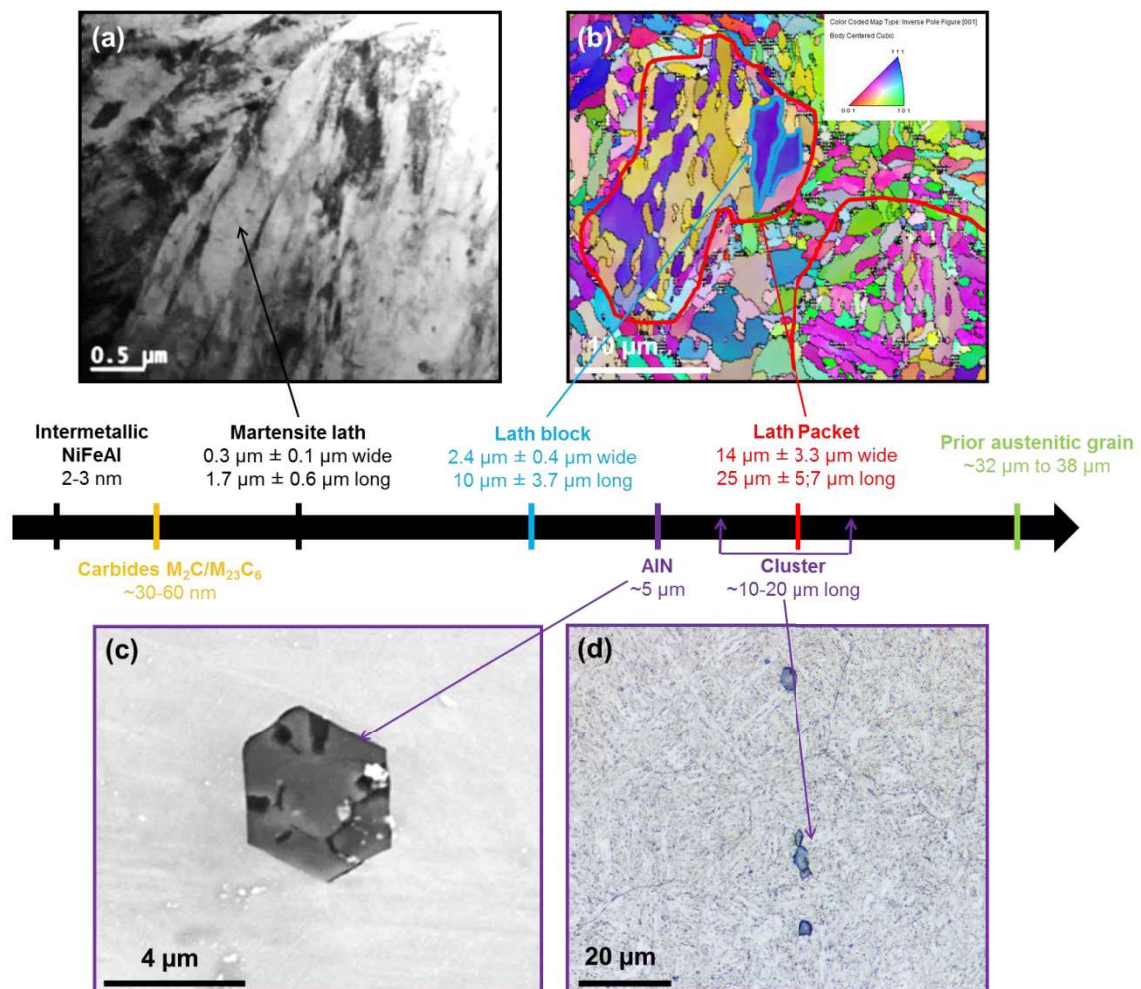 (a)
0.5 µm
(b)
Color Coded Map Type: Inverse Pole Figure [001]
Body Centered Cubic
111
001
101
10 µm
Intermetallic
NiFeAl
2-3 nm
Martensite lath
0.3 µm ± 0.1 µm wide
1.7 µm ± 0.6 µm long
Lath block
2.4 µm ± 0.4 µm wide
10 µm ± 3.7 µm long
Lath Packet
14 µm ± 3.3 µm wide
25 µm ± 5;7 µm long
Prior austenitic grain
~32 µm to 38 µm
Carbides M₂C/M₂₃C₆
~30-60 nm
AlN
~5 µm
Cluster
~10-20 µm long
(c)
4 µm
(d)
20 µm